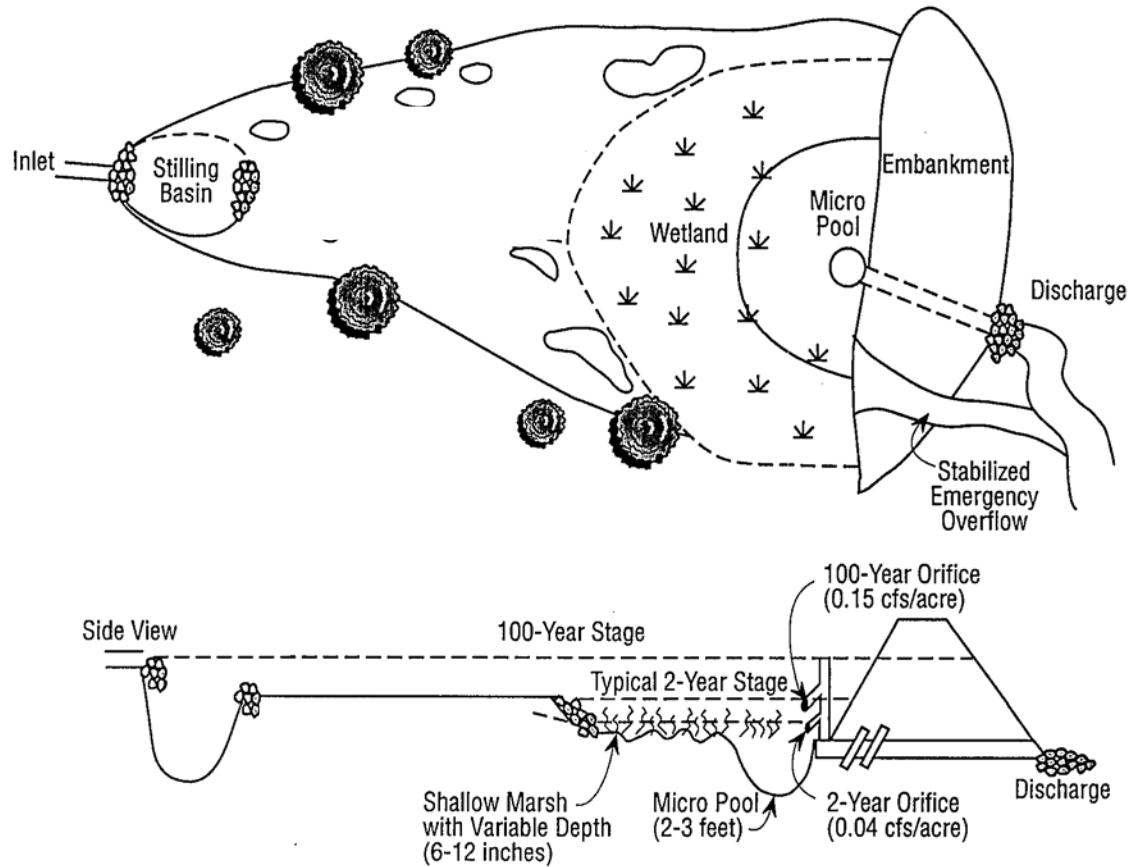 Inlet
Stilling
Basin
Embankment
Micro
Pool
Wetland
Discharge
Stabilized
Emergency
Overflow
100-Year Orifice
(0.15 cfs/acre)
Side View
100-Year Stage
Typical 2-Year Stage
Shallow Marsh
with Variable Depth
(6-12 inches)
Micro Pool
(2-3 feet)
2-Year Orifice
(0.04 cfs/acre)
Discharge